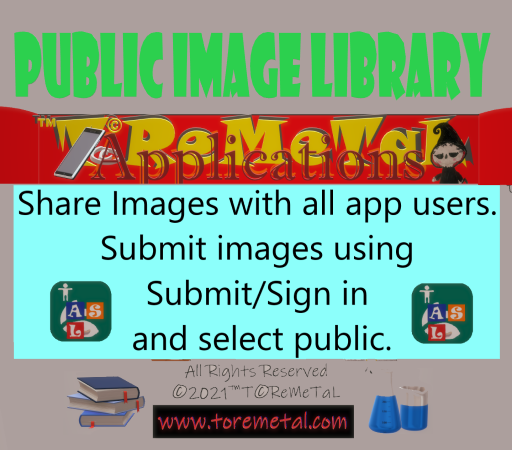 PUBLIC IMAGE LIBRARY
™ T©ReMeTaL
Applications
Share Images with all app users.
Submit images using
Submit/Sign in
and select public.
A S
L
A S
L
All Rights Reserved
©2021™T©ReMeTaL
www.toremetal.com